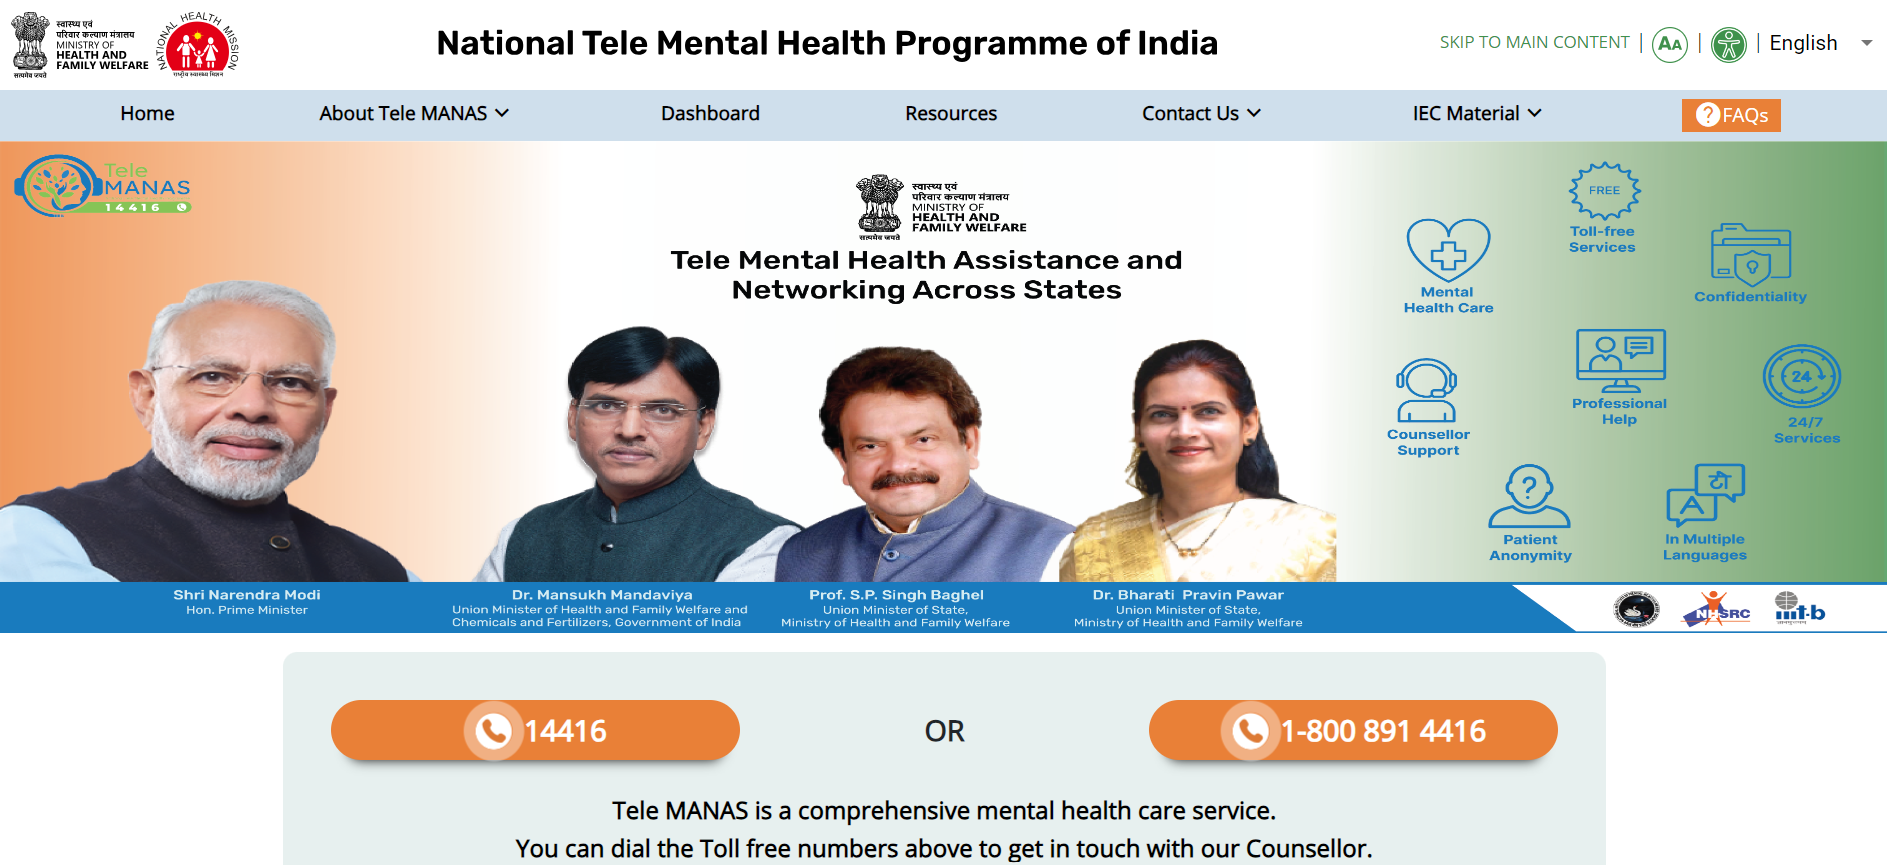 स्वास्थ्य एवं
परिवार कल्याण मंत्रालय
MINISTRY OF
HEALTH AND
FAMILY WELFARE
सत्यमेव जयते
NATIONAL HEALTH MISSION
राष्ट्रीय स्वास्थ्य मिशन
National Tele Mental Health Programme of India
SKIP TO MAIN CONTENT | AA | | English
Home About Tele MANAS Dashboard Resources Contact Us IEC Material ? FAQs
Tele
MANAS
14416
स्वास्थ्य एवं
परिवार कल्याण मंत्रालय
MINISTRY OF
HEALTH AND
FAMILY WELFARE
सत्यमेव जयते
Tele Mental Health Assistance and
Networking Across States
FREE
Toll-free
Services
Mental
Health Care
Confidentiality
Counsellor
Support
Professional
Help
24
24/7
Services
?
Patient
Anonymity
A
टी
In Multiple
Languages
Shri Narendra Modi
Hon. Prime Minister
Dr. Mansukh Mandaviya
Union Minister of Health and Family Welfare and
Chemicals and Fertilizers, Government of India
Prof. S.P. Singh Baghel
Union Minister of State,
Ministry of Health and Family Welfare
Dr. Bharati Pravin Pawar
Union Minister of State,
Ministry of Health and Family Welfare
NHSRC
iiit-b
14416 OR 1-800 891 4416
Tele MANAS is a comprehensive mental health care service.
You can dial the Toll free numbers above to get in touch with our Counsellor.